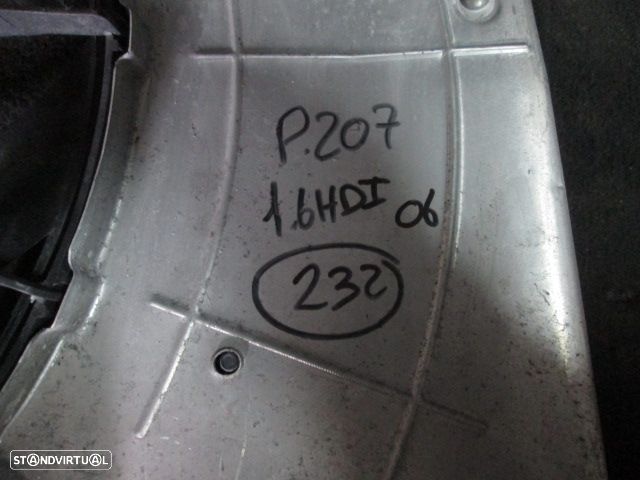 P.207
1.6HDI 06
232
STANDVIRTUAL